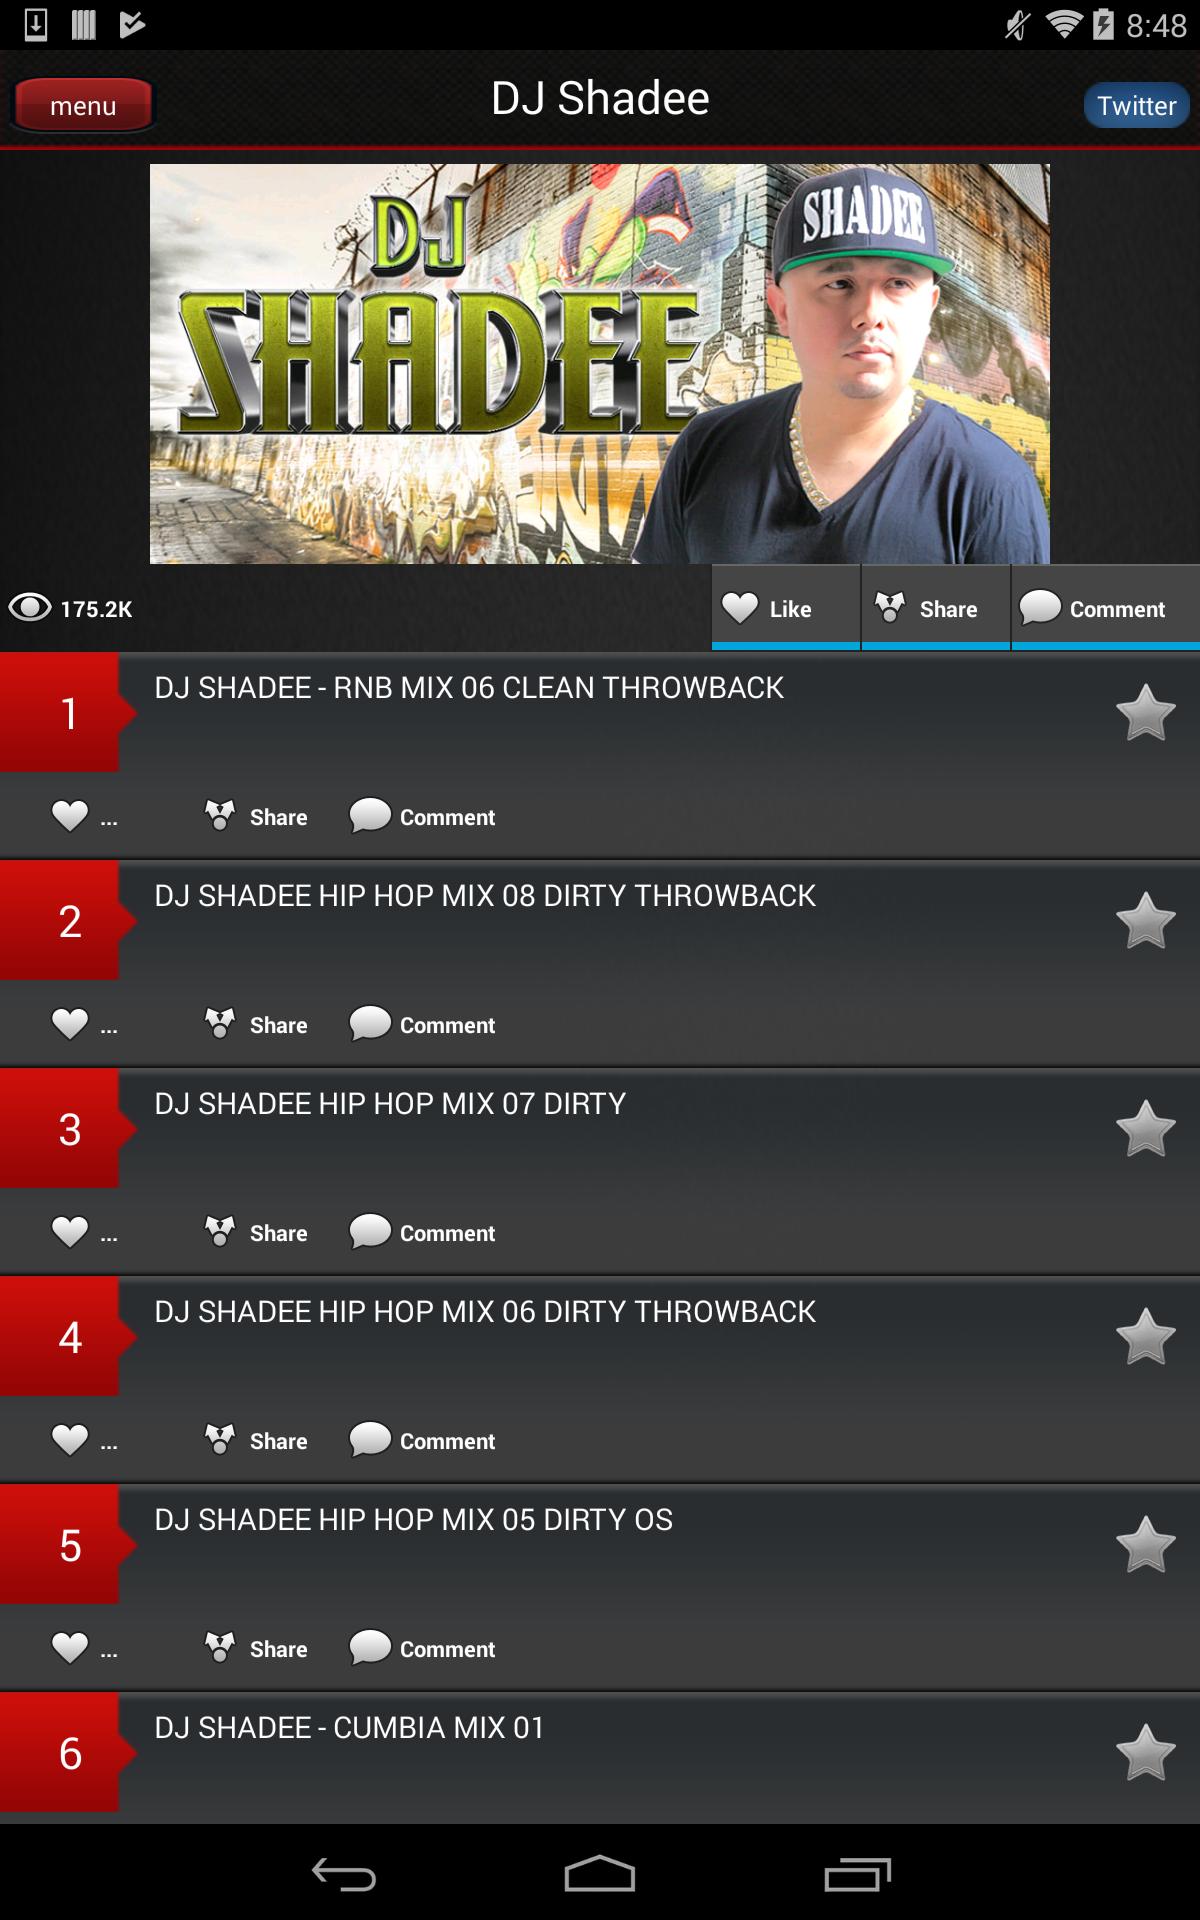 8:48
menu
DJ Shadee
Twitter
DJ
SHADEE
SHADEE
175.2K
Like
Share
Comment
1
DJ SHADEE - RNB MIX 06 CLEAN THROWBACK
...
Share
Comment
2
DJ SHADEE HIP HOP MIX 08 DIRTY THROWBACK
...
Share
Comment
3
DJ SHADEE HIP HOP MIX 07 DIRTY
...
Share
Comment
4
DJ SHADEE HIP HOP MIX 06 DIRTY THROWBACK
...
Share
Comment
5
DJ SHADEE HIP HOP MIX 05 DIRTY OS
...
Share
Comment
6
DJ SHADEE - CUMBIA MIX 01